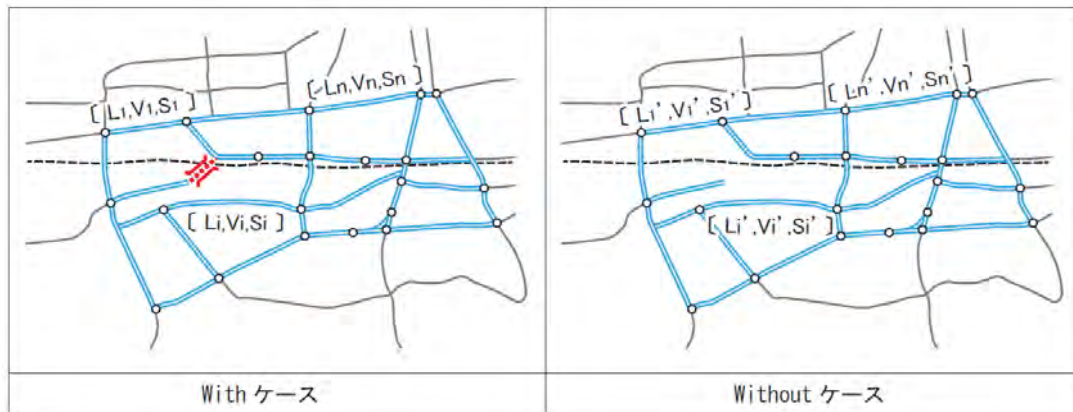 [ L1,V1,S1 ]
[ Ln,Vn,Sn ]
[ Li,Vi,Si ]
With ケース
[ L1',V1',S1' ]
[ Ln',Vn',Sn' ]
[ Li',Vi',Si' ]
Without ケース